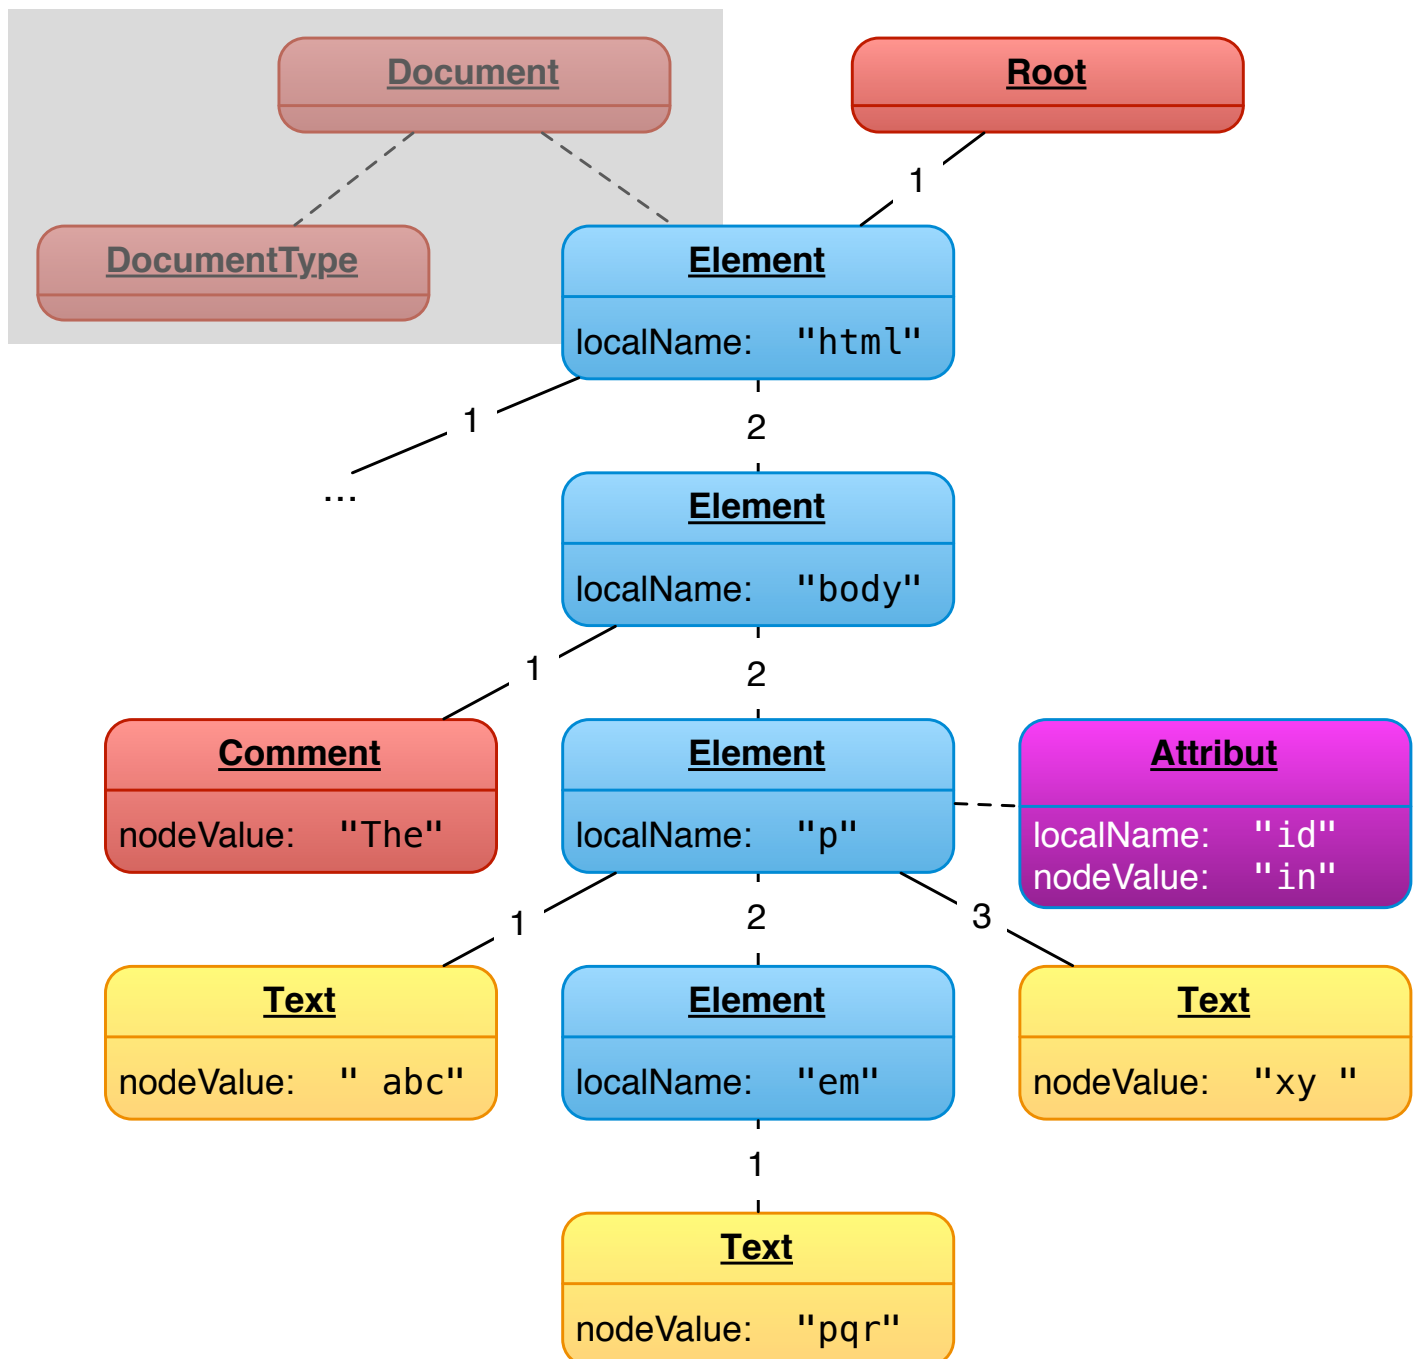 Document
Root
1
DocumentType
Element
localName: "html"
1
2
...
Element
localName: "body"
1
2
Comment
nodeValue: "The"
Element
localName: "p"
Attribut
localName: "id"
nodeValue: "in"
1
2
3
Text
nodeValue: " abc"
Element
localName: "em"
Text
nodeValue: "xy "
1
Text
nodeValue: "pqr"